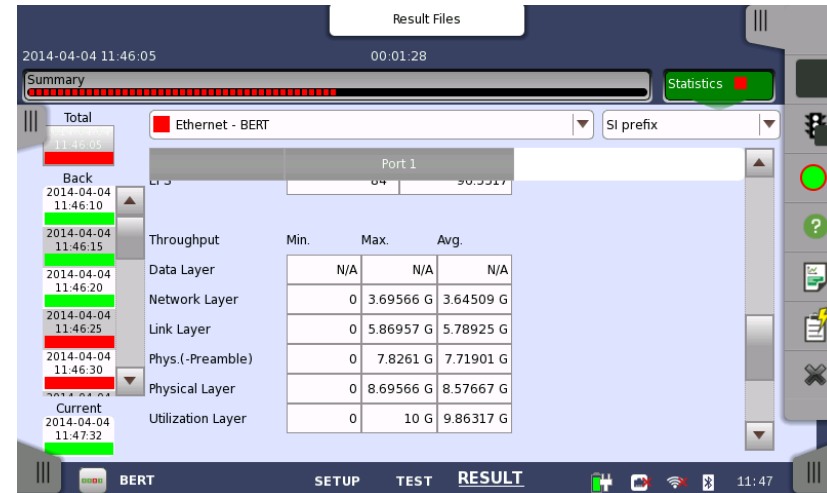 Result Files
2014-04-04 11:46:05 00:01:28
Summary Statistics
Total Ethernet - BERT SI prefix
11:46:05
Port 1
Back
2014-04-04
11:46:10
84
2014-04-04
11:46:15
Throughput Min. Max. Avg.
2014-04-04
11:46:20
Data Layer N/A N/A N/A
Network Layer 0 3.69566 G 3.64509 G
2014-04-04
11:46:25
Link Layer 0 5.86957 G 5.78925 G
2014-04-04
11:46:30
Phys.(-Preamble) 0 7.8261 G 7.71901 G
Physical Layer 0 8.69566 G 8.57667 G
Current
2014-04-04
11:47:32
Utilization Layer 0 10 G 9.86317 G
BERT SETUP TEST RESULT 11:47